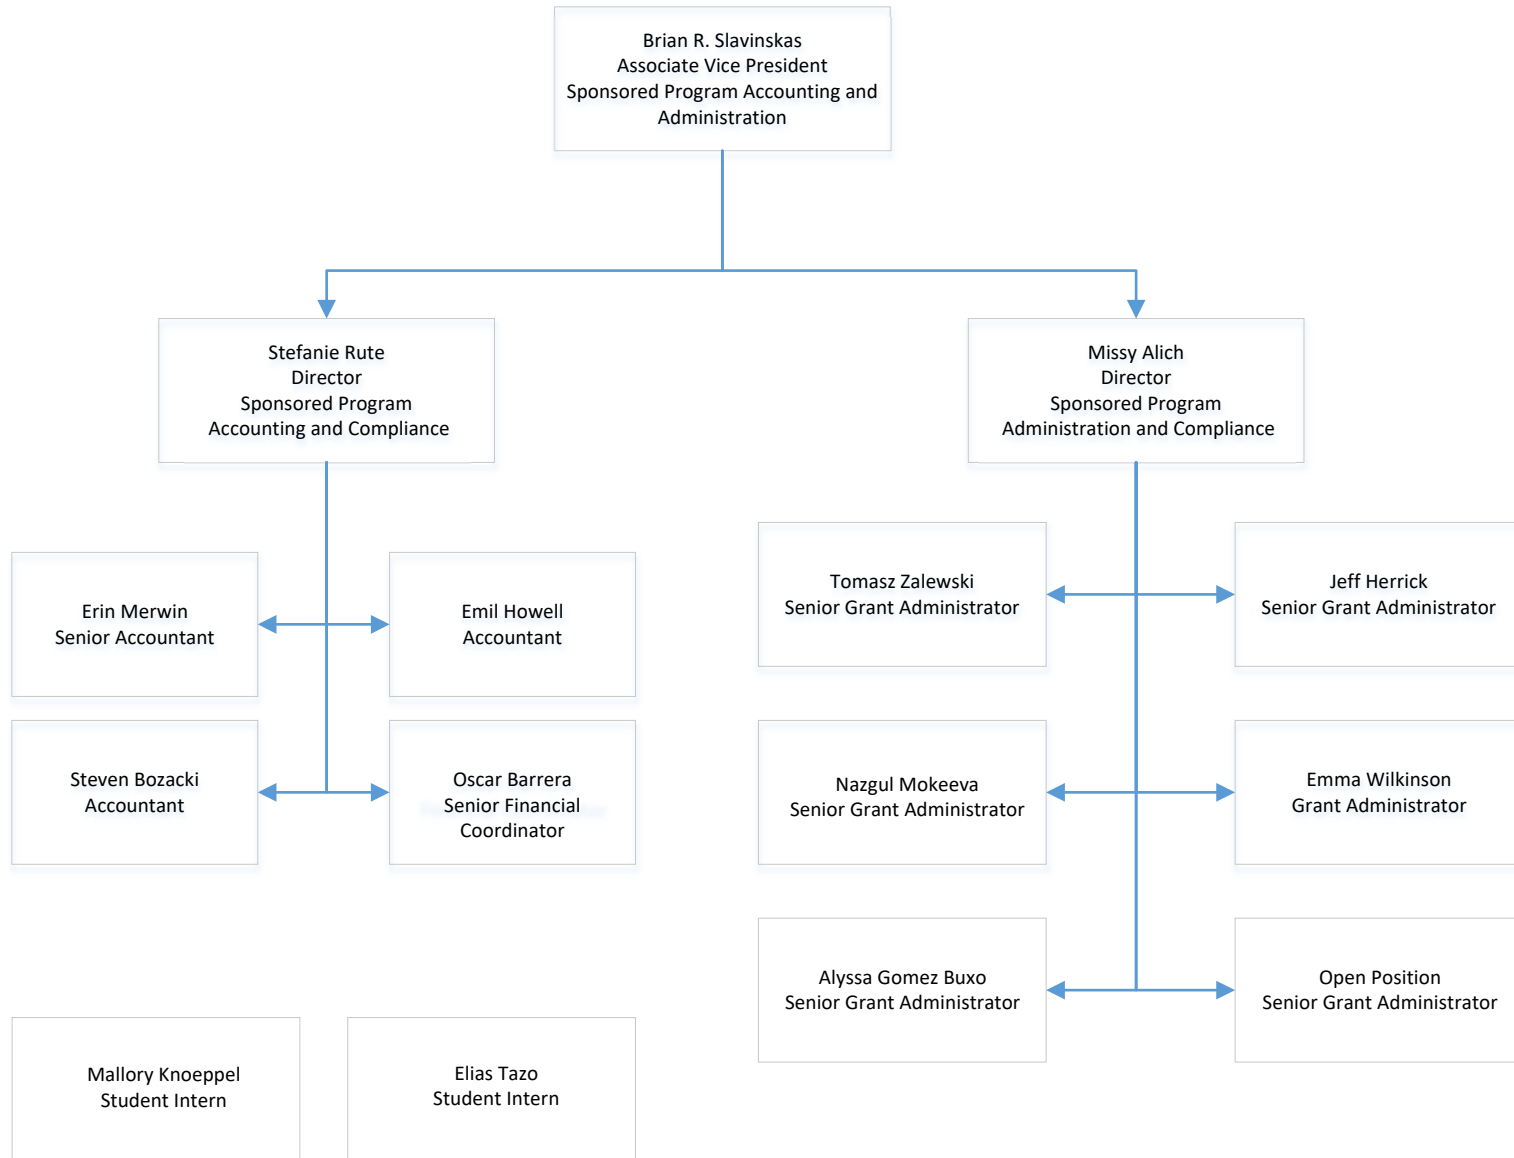 Brian R. Slavinskas
Associate Vice President
Sponsored Program Accounting and
Administration
Stefanie Rute
Director
Sponsored Program
Accounting and Compliance
Missy Alich
Director
Sponsored Program
Administration and Compliance
Erin Merwin
Senior Accountant
Emil Howell
Accountant
Tomasz Zalewski
Senior Grant Administrator
Jeff Herrick
Senior Grant Administrator
Steven Bozacki
Accountant
Oscar Barrera
Senior Financial
Coordinator
Nazgul Mokeeva
Senior Grant Administrator
Emma Wilkinson
Grant Administrator
Alyssa Gomez Buxo
Senior Grant Administrator
Open Position
Senior Grant Administrator
Mallory Knoeppel
Student Intern
Elias Tazo
Student Intern